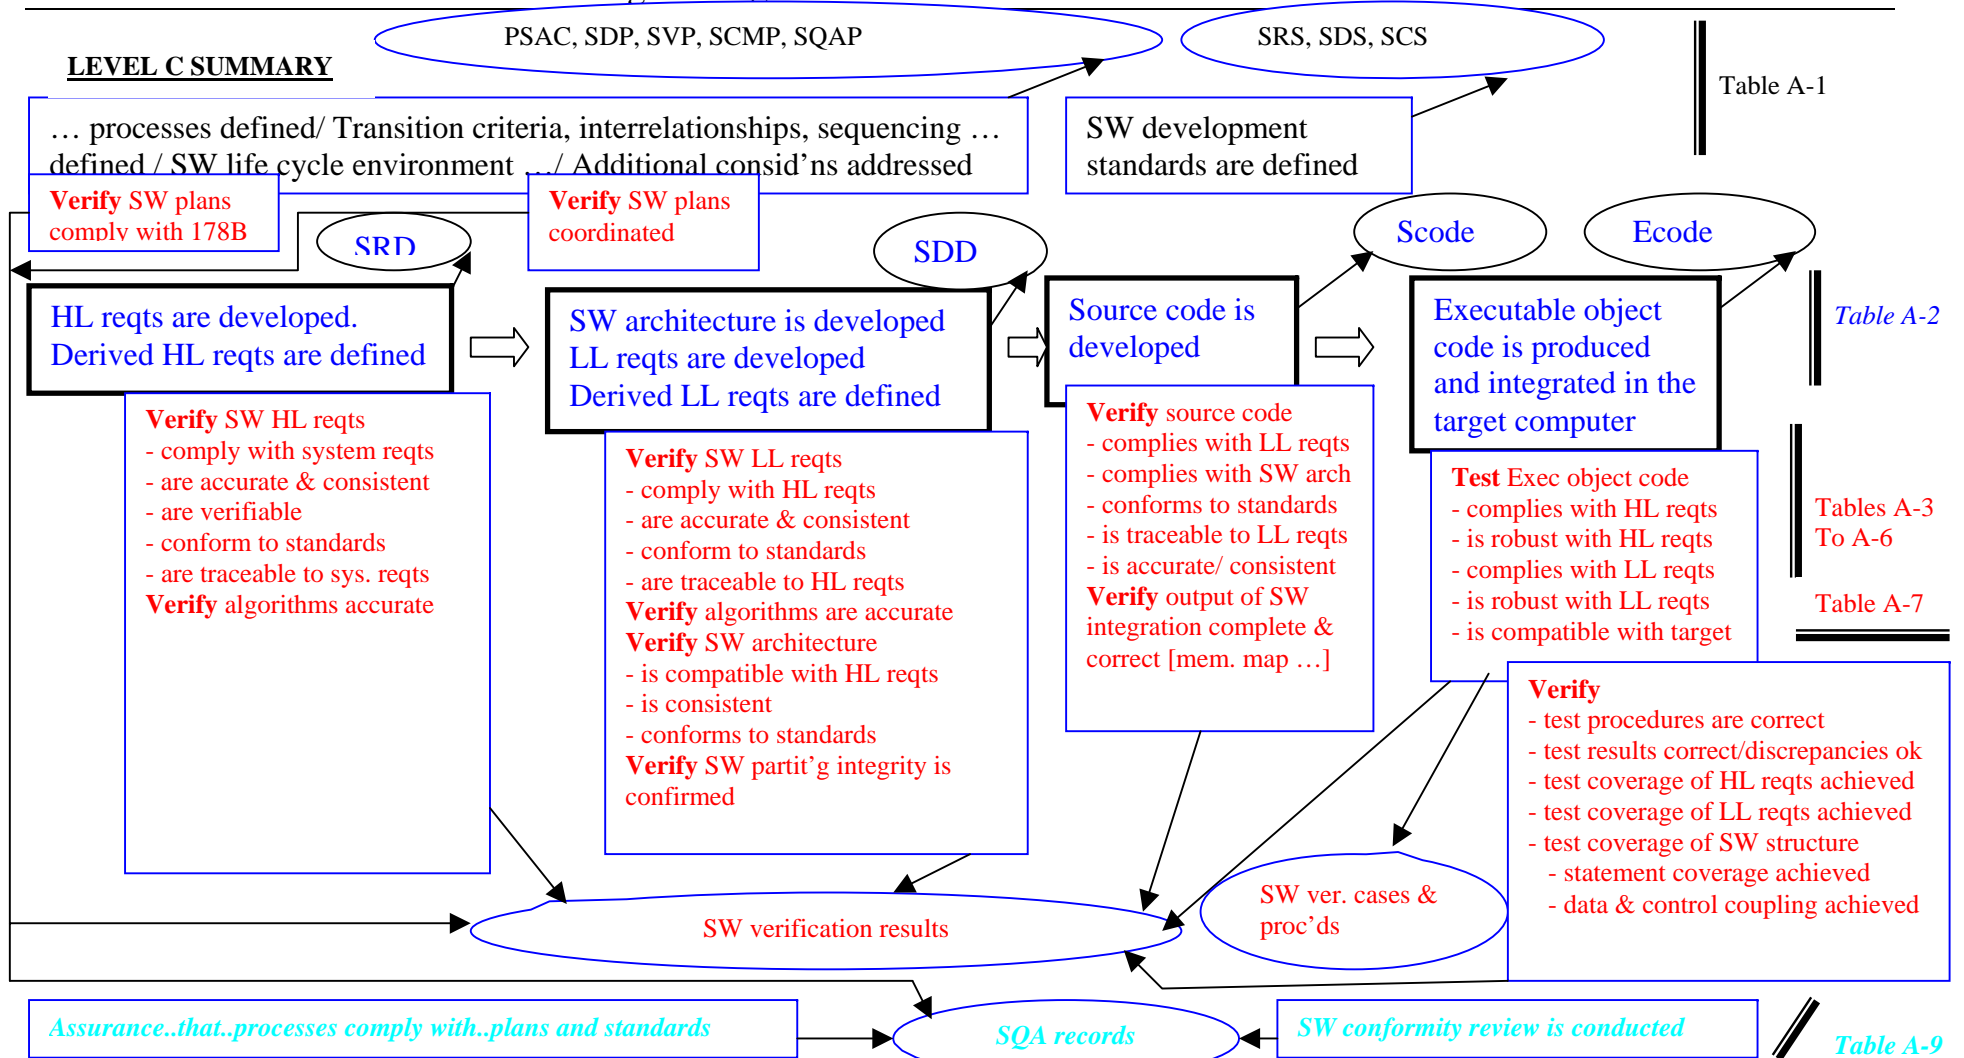 PSAC, SDP, SVP, SCMP, SQAP
SRS, SDS, SCS
LEVEL C SUMMARY
Table A-1
… processes defined/ Transition criteria, interrelationships, sequencing …
defined / SW life cycle environment …/ Additional consid'ns addressed
SW development
standards are defined
Verify SW plans
comply with 178B
Verify SW plans
coordinated
SRD
SDD
Scode
Ecode
HL reqts are developed.
Derived HL reqts are defined
SW architecture is developed
LL reqts are developed
Derived LL reqts are defined
Source code is
developed
Executable object
code is produced
and integrated in the
target computer
Table A-2
Verify SW HL reqts
- comply with system reqts
- are accurate & consistent
- are verifiable
- conform to standards
- are traceable to sys. reqts
Verify algorithms accurate
Verify SW LL reqts
- comply with HL reqts
- are accurate & consistent
- conform to standards
- are traceable to HL reqts
Verify algorithms are accurate
Verify SW architecture
- is compatible with HL reqts
- is consistent
- conforms to standards
Verify SW partit'g integrity is
confirmed
Verify source code
- complies with LL reqts
- complies with SW arch
- conforms to standards
- is traceable to LL reqts
- is accurate/ consistent
Verify output of SW
integration complete &
correct [mem. map …]
Test Exec object code
- complies with HL reqts
- is robust with HL reqts
- complies with LL reqts
- is robust with LL reqts
- is compatible with target
Tables A-3
To A-6
Table A-7
Verify
- test procedures are correct
- test results correct/discrepancies ok
- test coverage of HL reqts achieved
- test coverage of LL reqts achieved
- test coverage of SW structure
- statement coverage achieved
- data & control coupling achieved
SW ver. cases &
proc'ds
SW verification results
Assurance..that..processes comply with..plans and standards
SQA records
SW conformity review is conducted
Table A-9